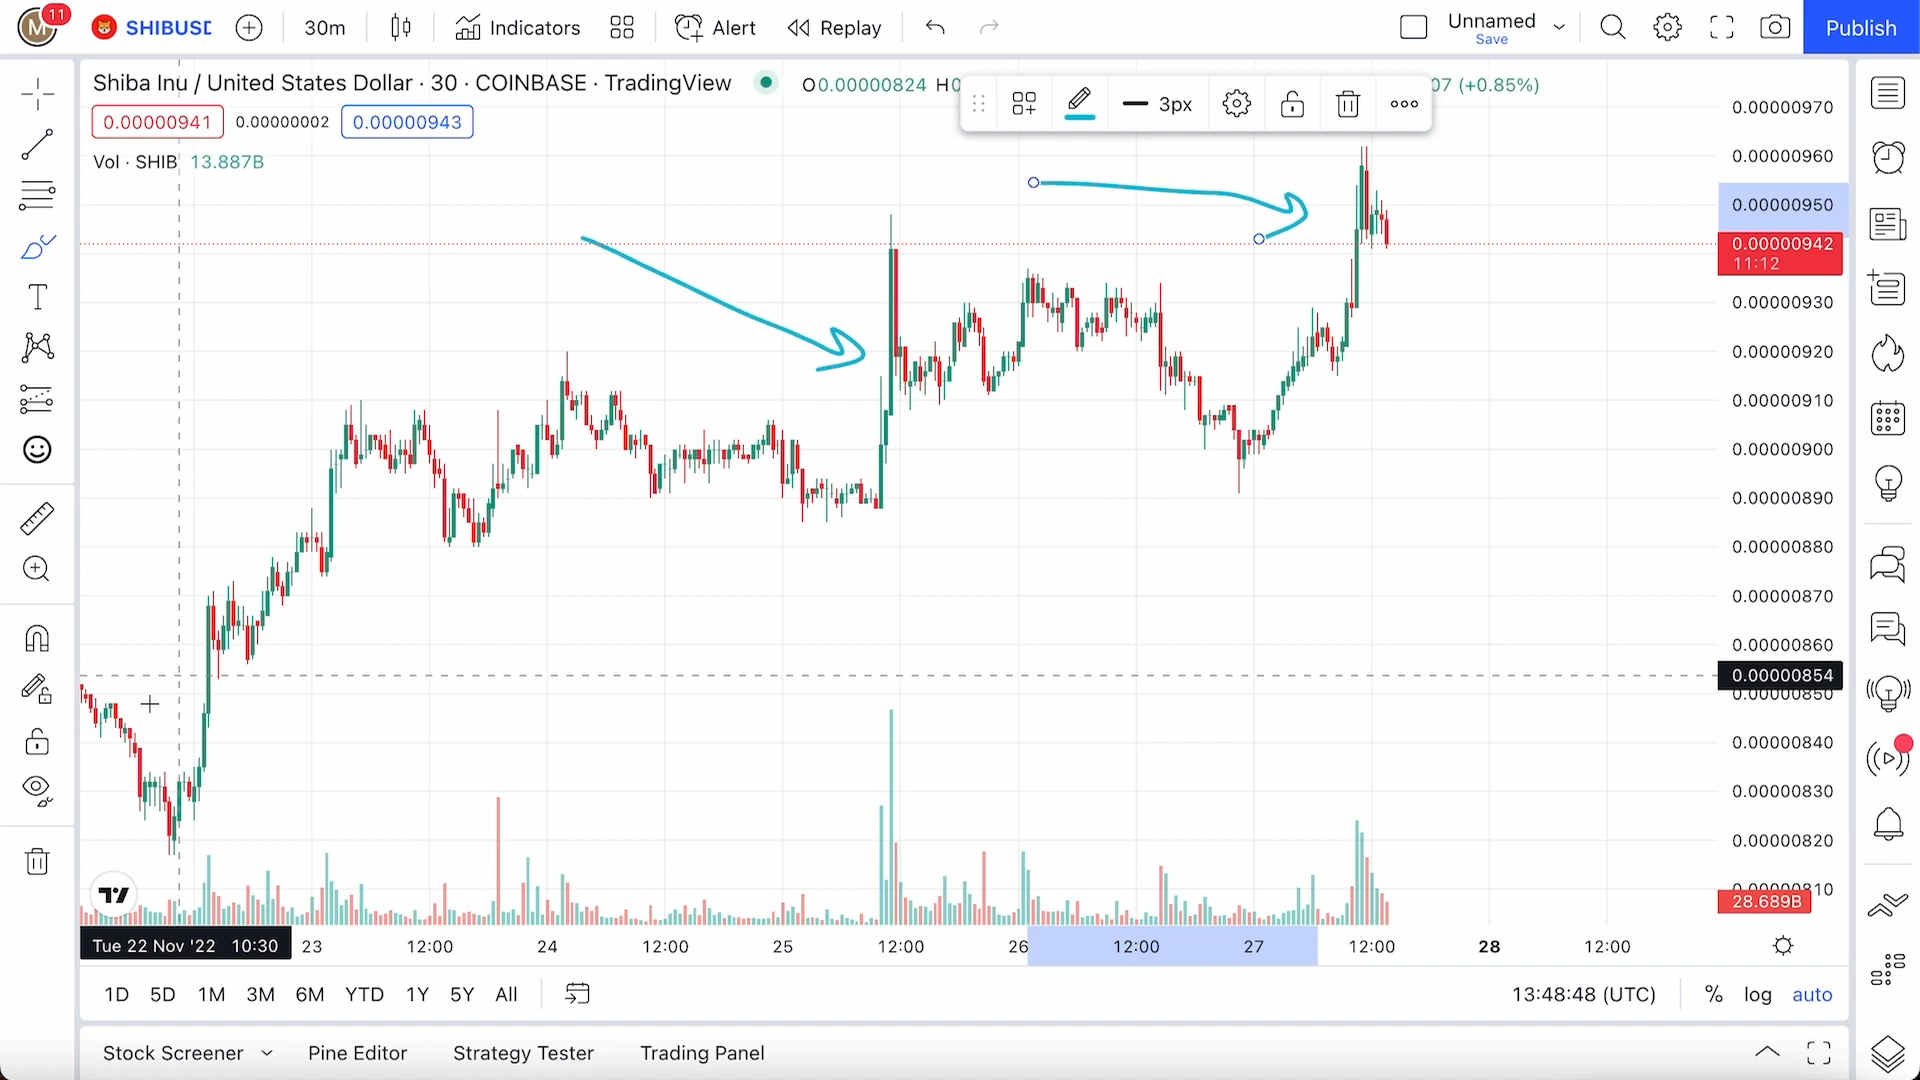 M 11 SHIBUSD 30m Indicators Alert Replay Unnamed Save Publish
Shiba Inu / United States Dollar · 30 · COINBASE · TradingView O0.00000824 H0 07 (+0.85%)
3px
0.00000941 0.00000002 0.00000943
Vol · SHIB 13.887B
0.00000970
0.00000960
0.00000950
0.00000942
11:12
0.00000930
0.00000920
0.00000910
0.00000900
0.00000890
0.00000880
0.00000870
0.00000860
0.00000854
0.00000850
0.00000840
0.00000830
0.00000820
28.689B
Tue 22 Nov '22 10:30 23 12:00 24 12:00 25 12:00 26 12:00 27 12:00 28 12:00
1D 5D 1M 3M 6M YTD 1Y 5Y All 13:48:48 (UTC) % log auto
Stock Screener Pine Editor Strategy Tester Trading Panel